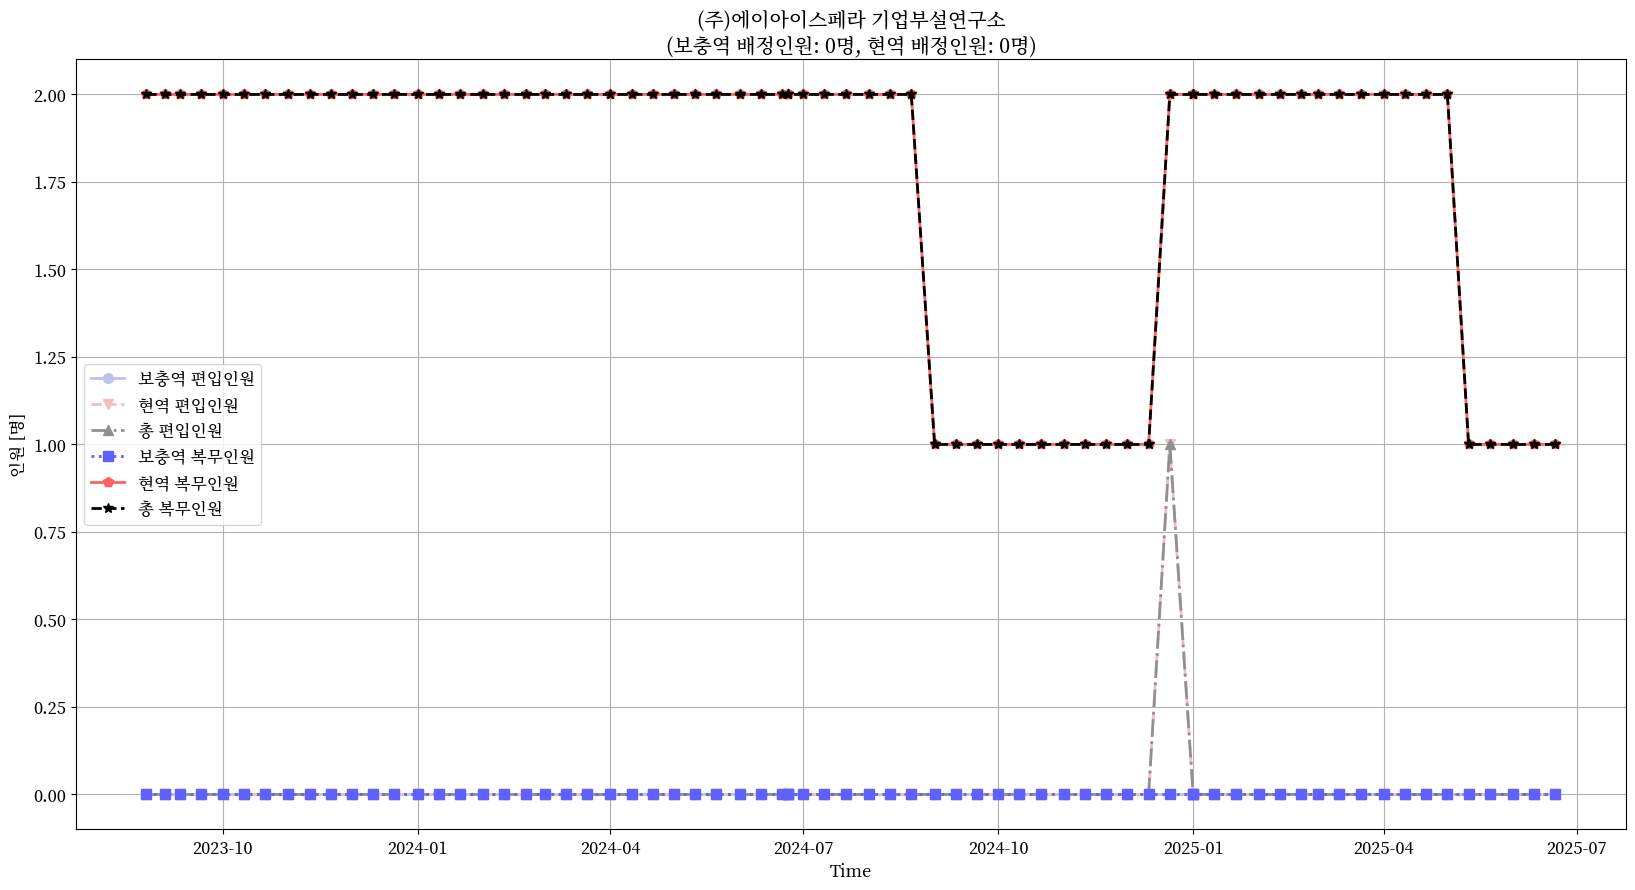 (주)에이아이스페라 기업부설연구소
(보충역 배정인원: 0명, 현역 배정인원: 0명)
인원 [명]
2.00
1.75
1.50
1.25
1.00
0.75
0.50
0.25
0.00
보충역 편입인원
현역 편입인원
총 편입인원
보충역 복무인원
현역 복무인원
총 복무인원
2023-10
2024-01
2024-04
2024-07
2024-10
2025-01
2025-04
2025-07
Time